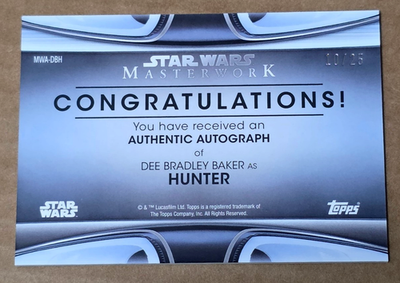 MWA-DBH
10/25
STAR WARS
MASTERWORK
CONGRATULATIONS!
You have received an
AUTHENTIC AUTOGRAPH
of
DEE BRADLEY BAKER AS
HUNTER
STAR WARS
© & ™ Lucasfilm Ltd. Topps is a registered trademark of
The Topps Company, Inc. All Rights Reserved.
Topps